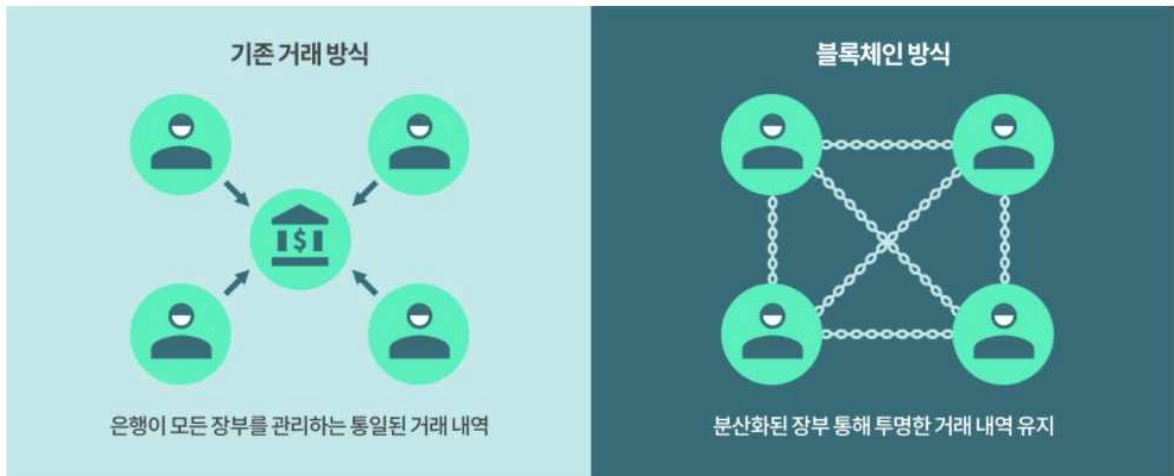 기존 거래 방식
블록체인 방식
$
은행이 모든 장부를 관리하는 통일된 거래 내역
분산화된 장부 통해 투명한 거래 내역 유지